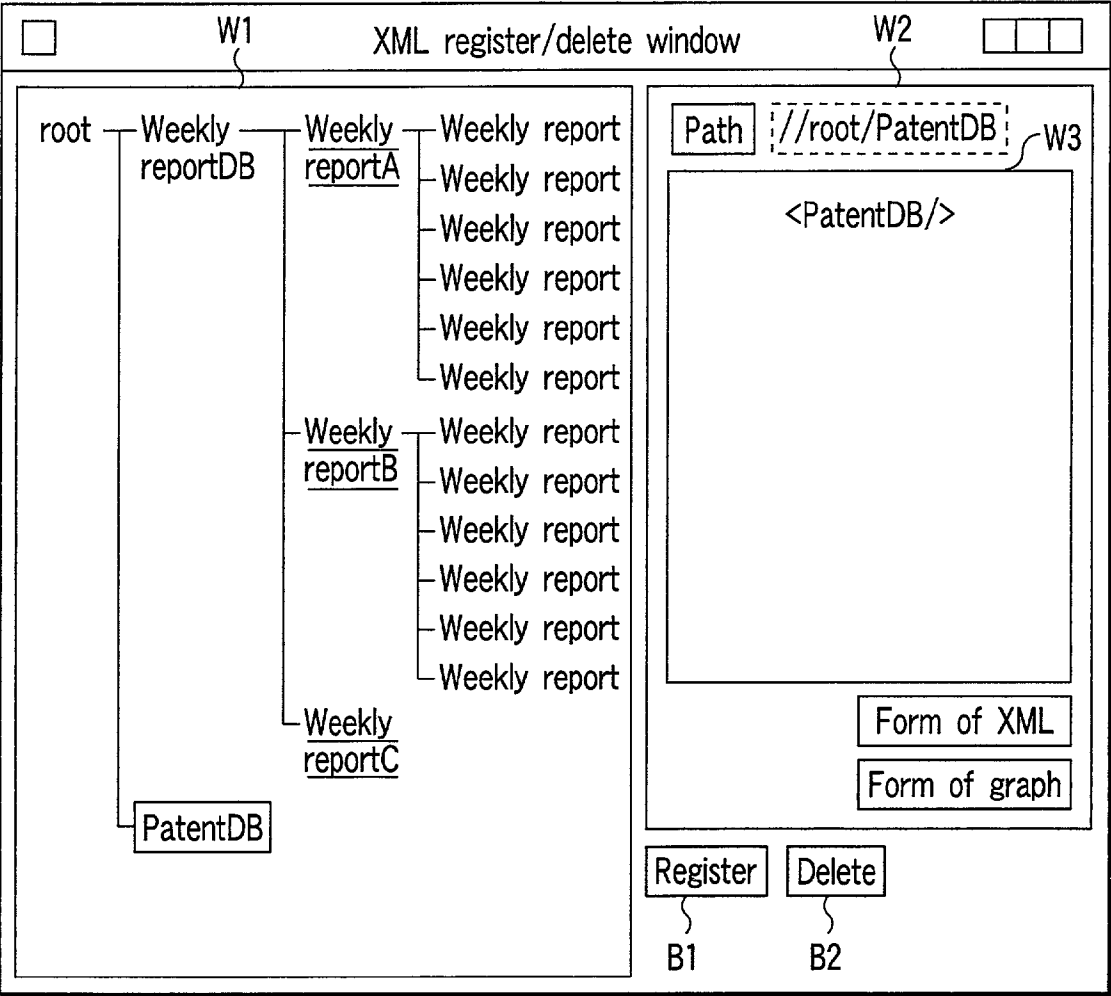 W1
XML register/delete window
W2
root
Weekly
reportDB
Weekly
reportA
Weekly report
Weekly report
Weekly report
Weekly report
Weekly report
Weekly report
Weekly
reportB
Weekly report
Weekly report
Weekly report
Weekly report
Weekly report
Weekly report
Weekly
reportC
PatentDB
Path
//root/PatentDB
W3
<PatentDB/>
Form of XML
Form of graph
Register
Delete
B1
B2